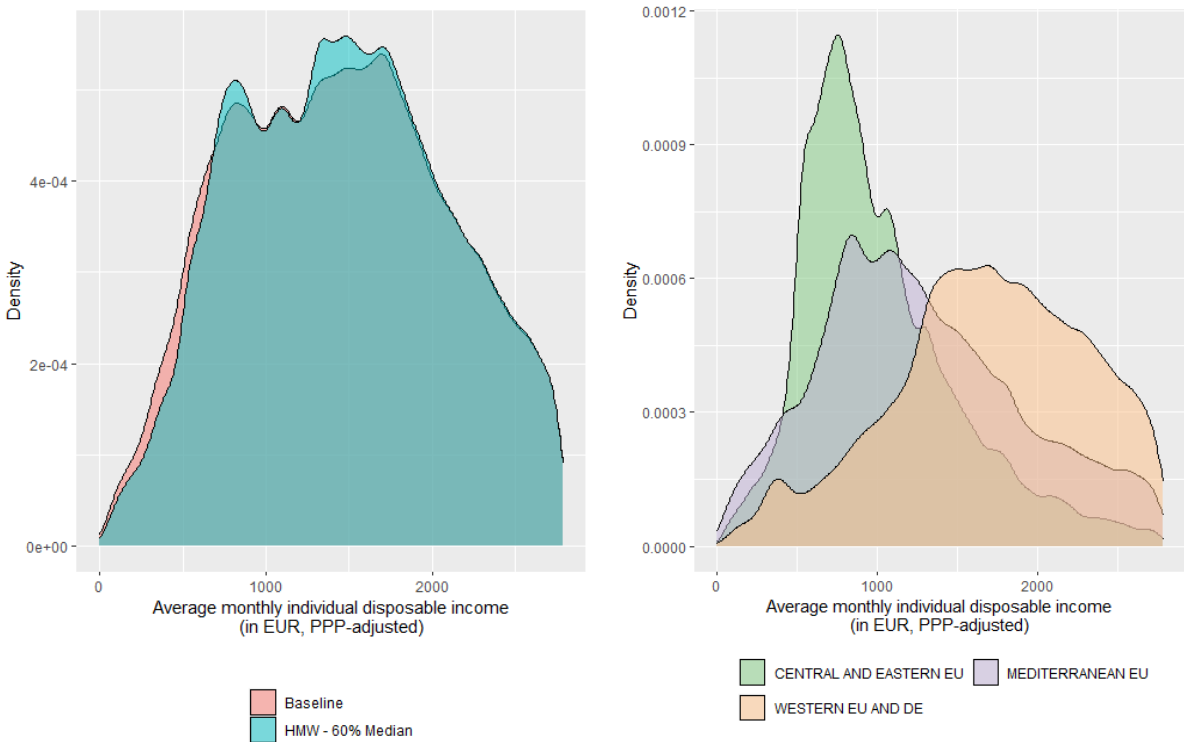 Density
4e-04
2e-04
0e+00
0
1000
2000
Average monthly individual disposable income
(in EUR, PPP-adjusted)
Baseline
HMW - 60% Median
Density
0.0012
0.0009
0.0006
0.0003
0.0000
0
1000
2000
Average monthly individual disposable income
(in EUR, PPP-adjusted)
CENTRAL AND EASTERN EU
MEDITERRANEAN EU
WESTERN EU AND DE